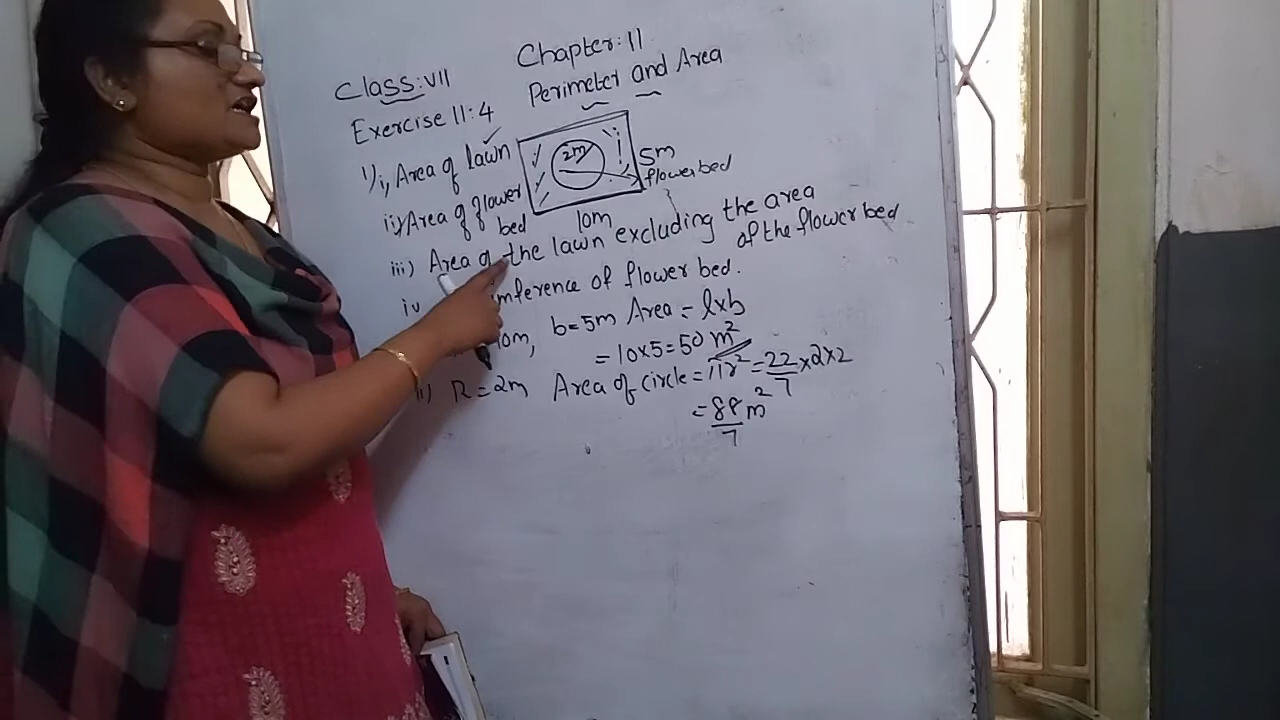 Chapter: 11
Class: VII
Perimeter and Area
Exercise 11:4
1) i, Area of lawn
2m
5m
flowerbed
ii) Area of flower
bed
10m
iii) Area of the lawn excluding the area
of the flower bed
iv mference of flower bed.
10m, b=5m Area = l×b
= 10×5=50 m²
R=2m Area of circle = πr² = 22/7 ×2×2
= 88/7 m²